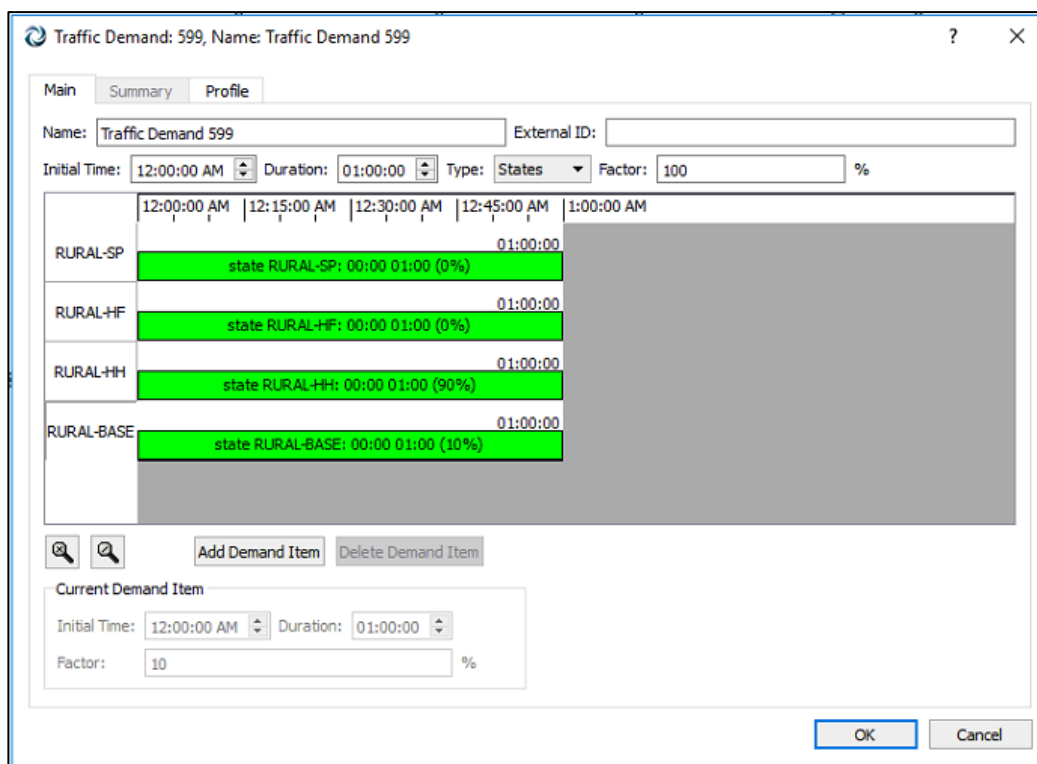 Traffic Demand: 599, Name: Traffic Demand 599 ?
Main Summary Profile
Name: Traffic Demand 599 External ID:
Initial Time: 12:00:00 AM Duration: 01:00:00 Type: States Factor: 100 %
12:00:00 AM 12:15:00 AM 12:30:00 AM 12:45:00 AM 1:00:00 AM
01:00:00
RURAL-SP state RURAL-SP: 00:00 01:00 (0%)
01:00:00
RURAL-HF state RURAL-HF: 00:00 01:00 (0%)
01:00:00
RURAL-HH state RURAL-HH: 00:00 01:00 (90%)
01:00:00
RURAL-BASE state RURAL-BASE: 00:00 01:00 (10%)
Add Demand Item Delete Demand Item
Current Demand Item
Initial Time: 12:00:00 AM Duration: 01:00:00
Factor: 10 %
OK Cancel